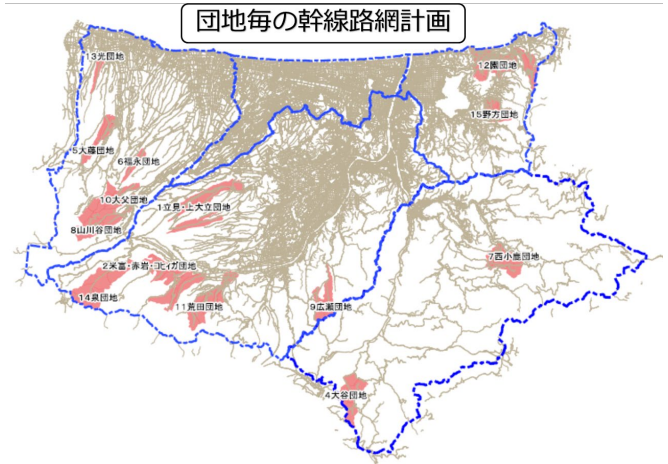 団地毎の幹線路網計画
13光団地
12園団地
15野方団地
5大藤団地
6福永団地
10大父団地
1立見・上大立団地
8山川谷団地
7西小鹿団地
2米富・赤岩・コヒィガ団地
14泉団地
11荒田団地
9広瀬団地
4大谷団地